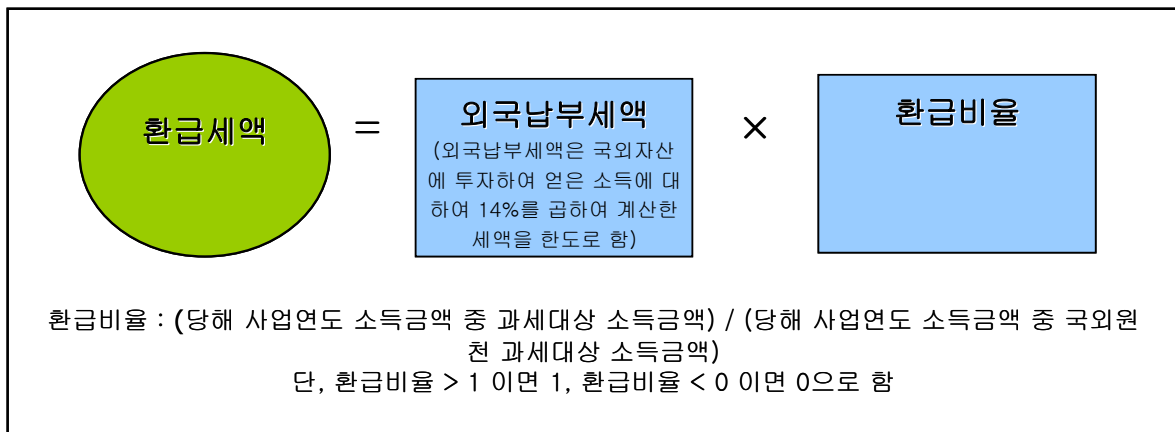 환급세액
=
외국납부세액
(외국납부세액은 국외자산
에 투자하여 얻은 소득에 대
하여 14%를 곱하여 계산한
세액을 한도로 함)
×
환급비율
환급비율 : (당해 사업연도 소득금액 중 과세대상 소득금액) / (당해 사업연도 소득금액 중 국외원
천 과세대상 소득금액)
단, 환급비율 > 1 이면 1, 환급비율 < 0 이면 0으로 함